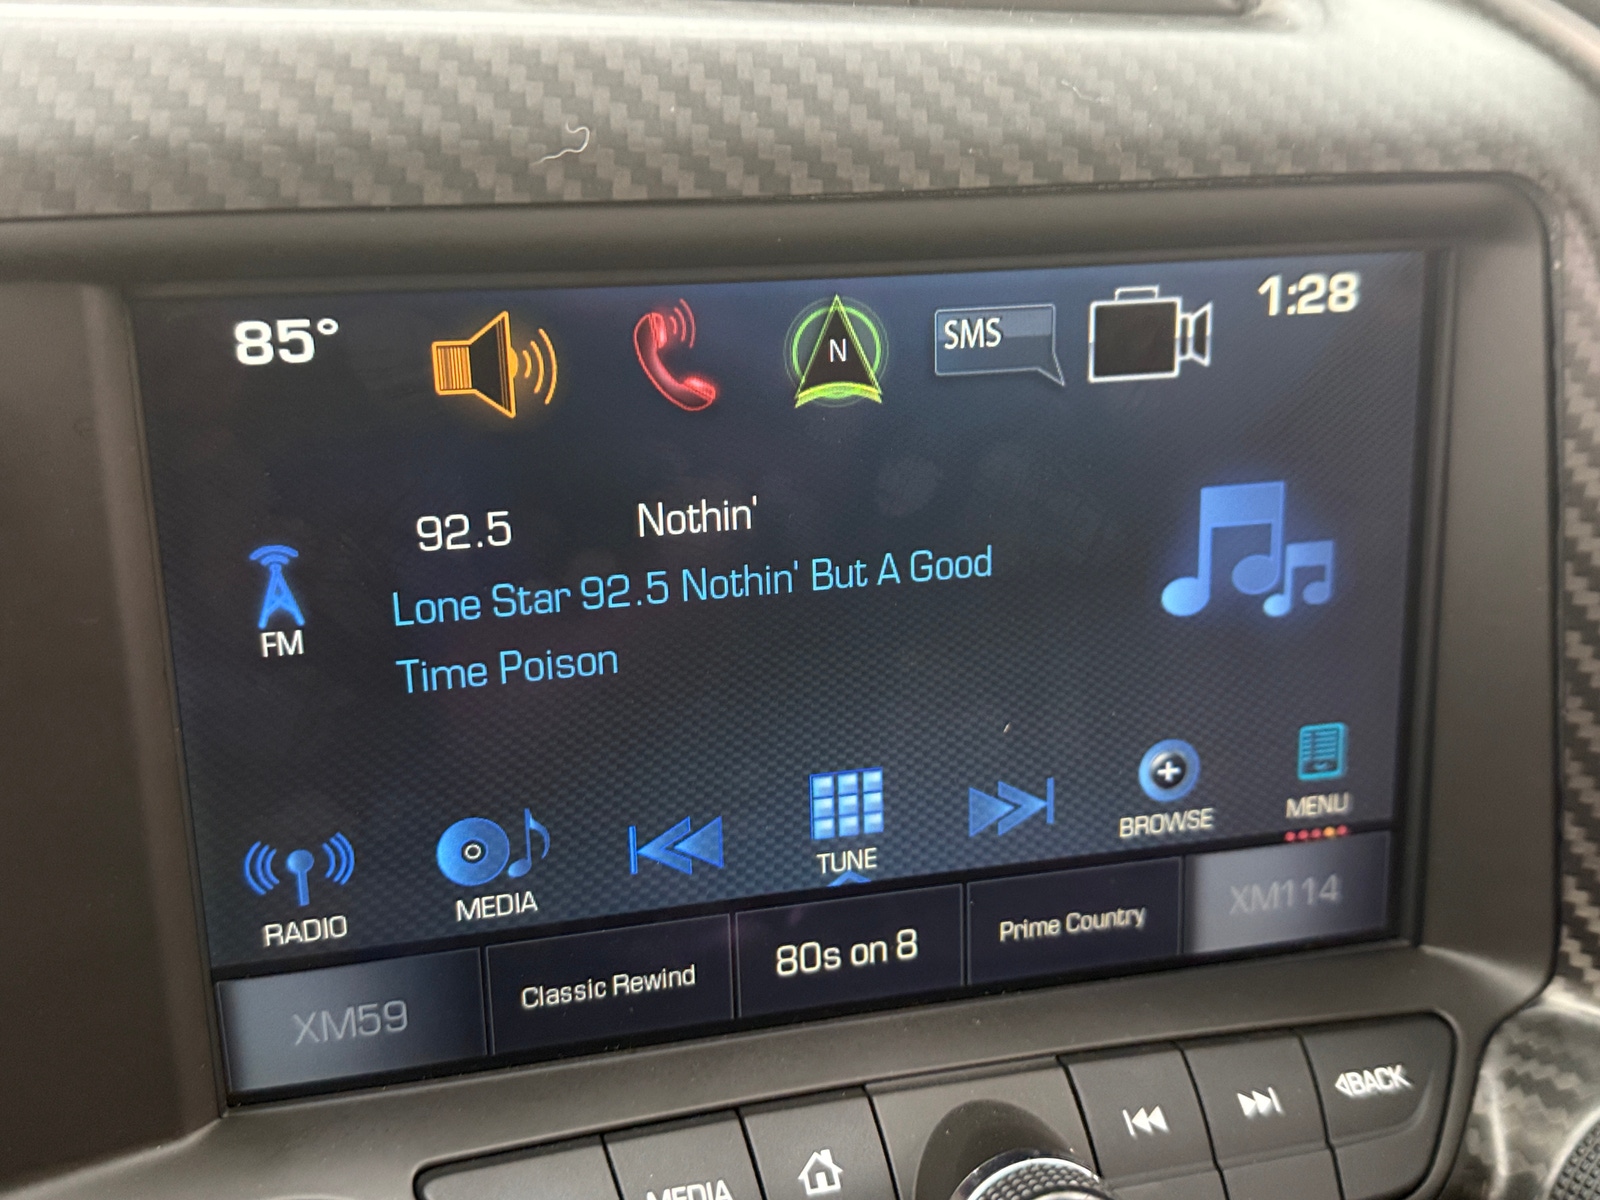 85°
N
SMS
1:28
92.5
Nothin'
Lone Star 92.5 Nothin' But A Good
Time Poison
FM
RADIO
MEDIA
TUNE
BROWSE
MENU
XM59
Classic Rewind
80s on 8
Prime Country
XM114
MEDIA
BACK